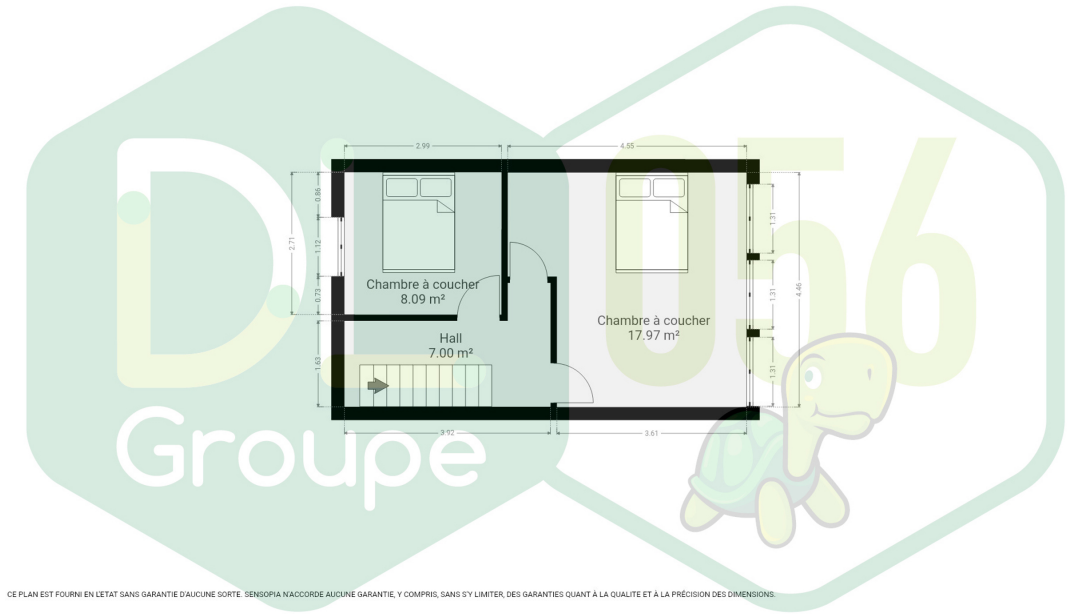 2.99
4.55
0.86
2.71
1.12
0.73
1.63
1.31
1.31
1.31
4.46
Chambre à coucher
8.09 m²
Chambre à coucher
17.97 m²
Hall
7.00 m²
3.92
3.61
Di
056
Groupe
CE PLAN EST FOURNI EN L'ETAT SANS GARANTIE D'AUCUNE SORTE. SENSOPIA N'ACCORDE AUCUNE GARANTIE, Y COMPRIS, SANS S'Y LIMITER, DES GARANTIES QUANT À LA QUALITE ET À LA PRÉCISION DES DIMENSIONS.